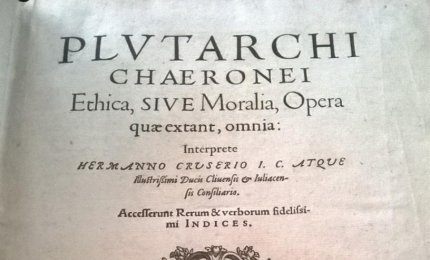 PLVTARCHI
CHAERONEI
Ethica, SIVE Moralia, Opera
quæ extant, omnia:
Interprete
HERMANNO CRVSERIO I. C. ATQVE
Illustrißimi Ducis Cliuensis & Iuliacen-
sis Consiliario.
Accesserunt Rerum & verborum fidelissi-
mi INDICES.